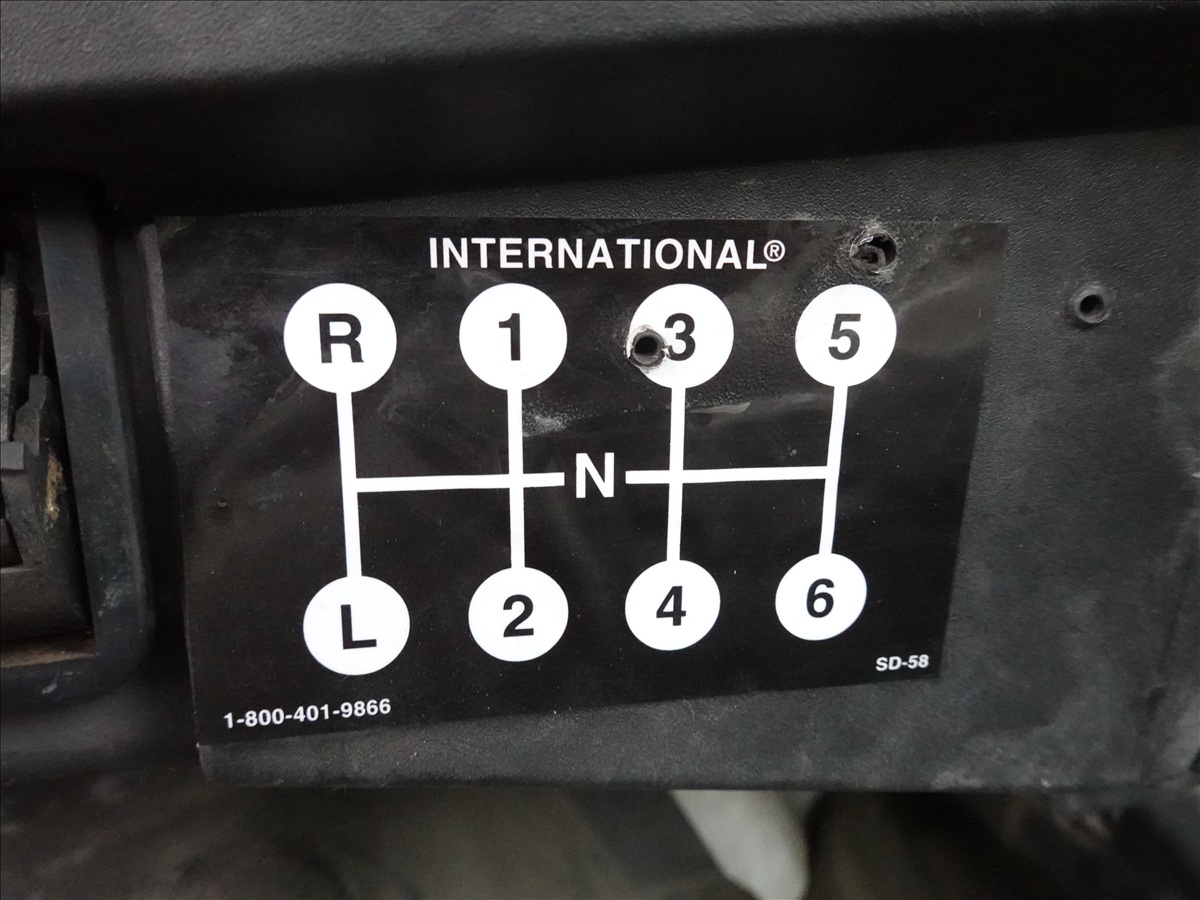 INTERNATIONAL®
R 1 3 5
N
L 2 4 6
SD-58
1-800-401-9866